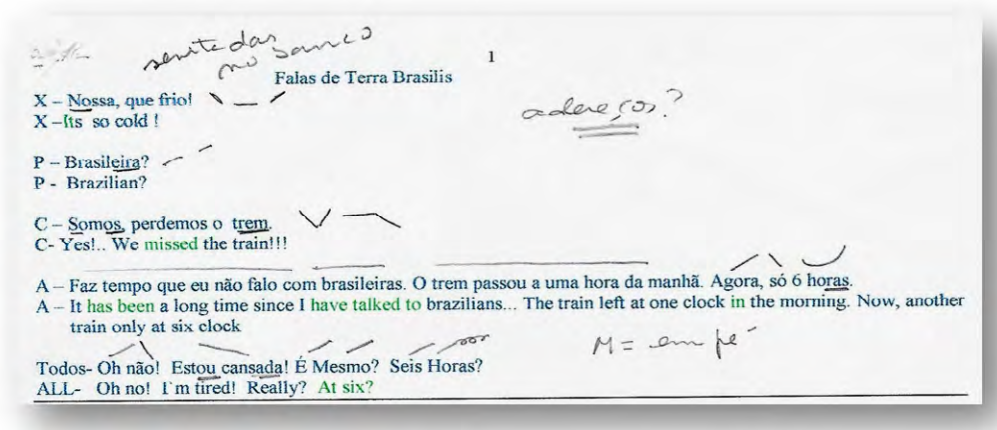 sentadas
no banco
1
Falas de Terra Brasilis
adereços?
X – Nossa, que frio!
X –Its so cold !
P – Brasileira?
P - Brazilian?
C – Somos, perdemos o trem.
C- Yes!.. We missed the train!!!
A – Faz tempo que eu não falo com brasileiras. O trem passou a uma hora da manhã. Agora, só 6 horas.
A – It has been a long time since I have talked to brazilians... The train left at one clock in the morning. Now, another
train only at six clock
M= em pé
Todos- Oh não! Estou cansada! É Mesmo? Seis Horas?
ALL- Oh no! I`m tired! Really? At six?